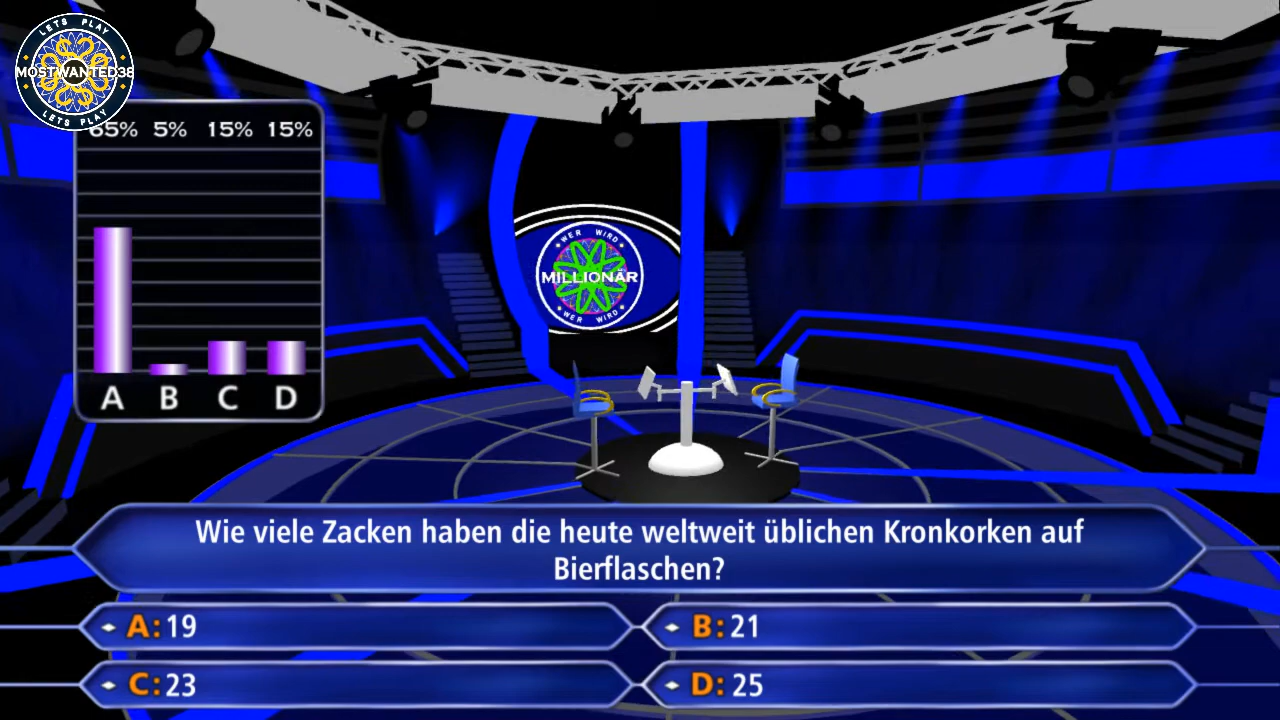 LETS PLAY
MOSTWANTED38
LETS PLAY
65% 5% 15% 15%
A B C D
WER WIRD
MILLIONÄR
WER WIRD
Wie viele Zacken haben die heute weltweit üblichen Kronkorken auf
Bierflaschen?
A: 19
B: 21
C: 23
D: 25